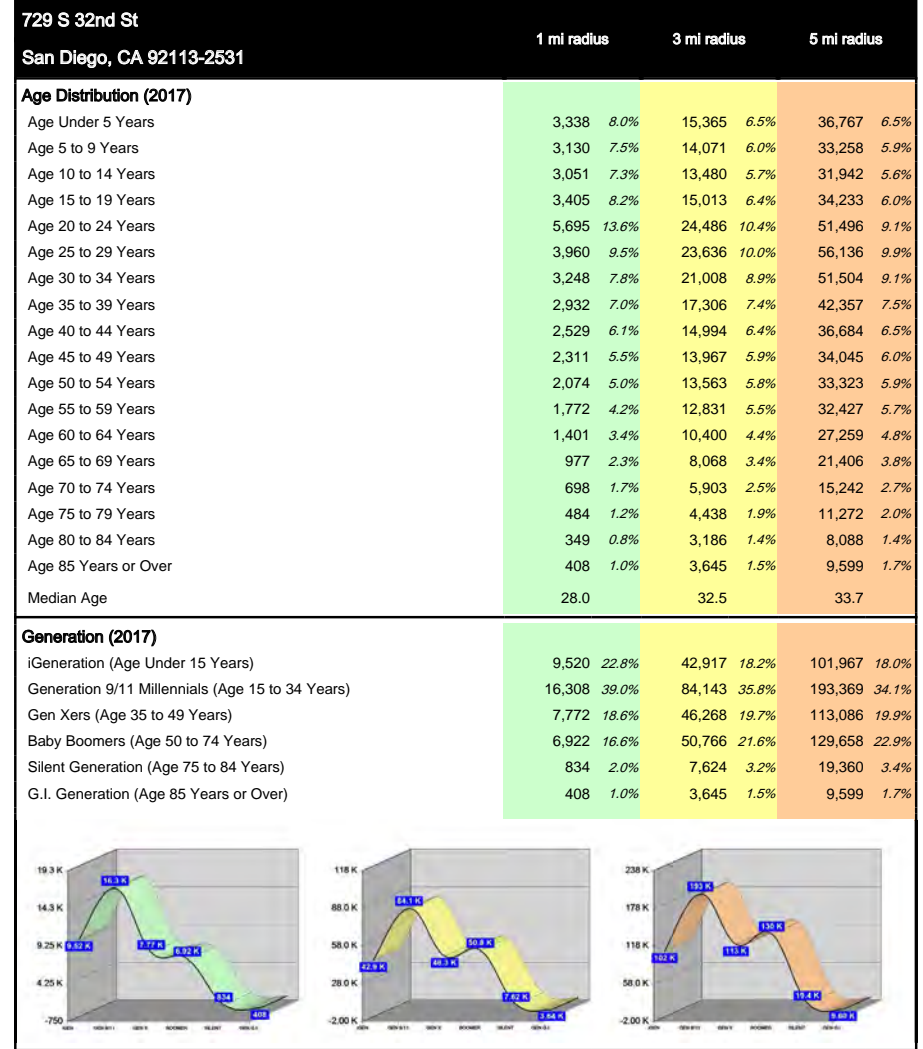 729 S 32nd St
San Diego, CA 92113-2531
1 mi radius 3 mi radius 5 mi radius
Age Distribution (2017)
Age Under 5 Years 3,338 8.0% 15,365 6.5% 36,767 6.5%
Age 5 to 9 Years 3,130 7.5% 14,071 6.0% 33,258 5.9%
Age 10 to 14 Years 3,051 7.3% 13,480 5.7% 31,942 5.6%
Age 15 to 19 Years 3,405 8.2% 15,013 6.4% 34,233 6.0%
Age 20 to 24 Years 5,695 13.6% 24,486 10.4% 51,496 9.1%
Age 25 to 29 Years 3,960 9.5% 23,636 10.0% 56,136 9.9%
Age 30 to 34 Years 3,248 7.8% 21,008 8.9% 51,504 9.1%
Age 35 to 39 Years 2,932 7.0% 17,306 7.4% 42,357 7.5%
Age 40 to 44 Years 2,529 6.1% 14,994 6.4% 36,684 6.5%
Age 45 to 49 Years 2,311 5.5% 13,967 5.9% 34,045 6.0%
Age 50 to 54 Years 2,074 5.0% 13,563 5.8% 33,323 5.9%
Age 55 to 59 Years 1,772 4.2% 12,831 5.5% 32,427 5.7%
Age 60 to 64 Years 1,401 3.4% 10,400 4.4% 27,259 4.8%
Age 65 to 69 Years 977 2.3% 8,068 3.4% 21,406 3.8%
Age 70 to 74 Years 698 1.7% 5,903 2.5% 15,242 2.7%
Age 75 to 79 Years 484 1.2% 4,438 1.9% 11,272 2.0%
Age 80 to 84 Years 349 0.8% 3,186 1.4% 8,088 1.4%
Age 85 Years or Over 408 1.0% 3,645 1.5% 9,599 1.7%
Median Age 28.0 32.5 33.7
Generation (2017)
iGeneration (Age Under 15 Years) 9,520 22.8% 42,917 18.2% 101,967 18.0%
Generation 9/11 Millennials (Age 15 to 34 Years) 16,308 39.0% 84,143 35.8% 193,369 34.1%
Gen Xers (Age 35 to 49 Years) 7,772 18.6% 46,268 19.7% 113,086 19.9%
Baby Boomers (Age 50 to 74 Years) 6,922 16.6% 50,766 21.6% 129,658 22.9%
Silent Generation (Age 75 to 84 Years) 834 2.0% 7,624 3.2% 19,360 3.4%
G.I. Generation (Age 85 Years or Over) 408 1.0% 3,645 1.5% 9,599 1.7%
19.3 K
14.3 K
9.25 K
4.25 K
-750
9.52 K
16.3 K
7.77 K
6.92 K
834
408
118 K
88.0 K
58.0 K
28.0 K
-2.00 K
42.9 K
84.1 K
46.3 K
50.8 K
7.62 K
3.64 K
238 K
178 K
118 K
58.0 K
-2.00 K
102 K
193 K
113 K
130 K
19.4 K
9.60 K